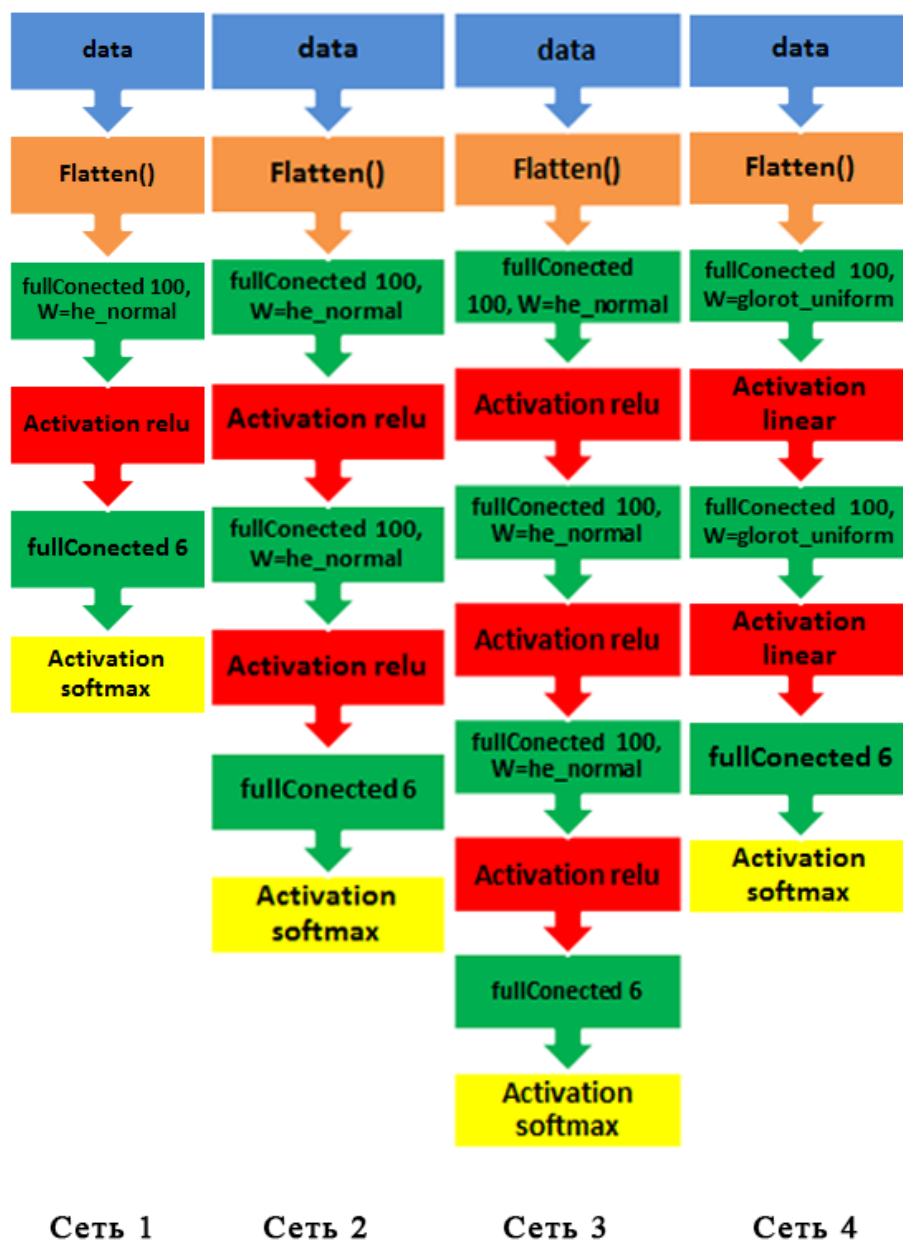 data
Flatten()
fullConected 100,
W=he_normal
Activation relu
fullConected 6
Activation
softmax
Сеть 1
data
Flatten()
fullConected 100,
W=he_normal
Activation relu
fullConected 100,
W=he_normal
Activation relu
fullConected 6
Activation
softmax
Сеть 2
data
Flatten()
fullConected
100, W=he_normal
Activation relu
fullConected 100,
W=he_normal
Activation relu
fullConected 100,
W=he_normal
Activation relu
fullConected 6
Activation
softmax
Сеть 3
data
Flatten()
fullConected 100,
W=glorot_uniform
Activation
linear
fullConected 100,
W=glorot_uniform
Activation
linear
fullConected 6
Activation
softmax
Сеть 4